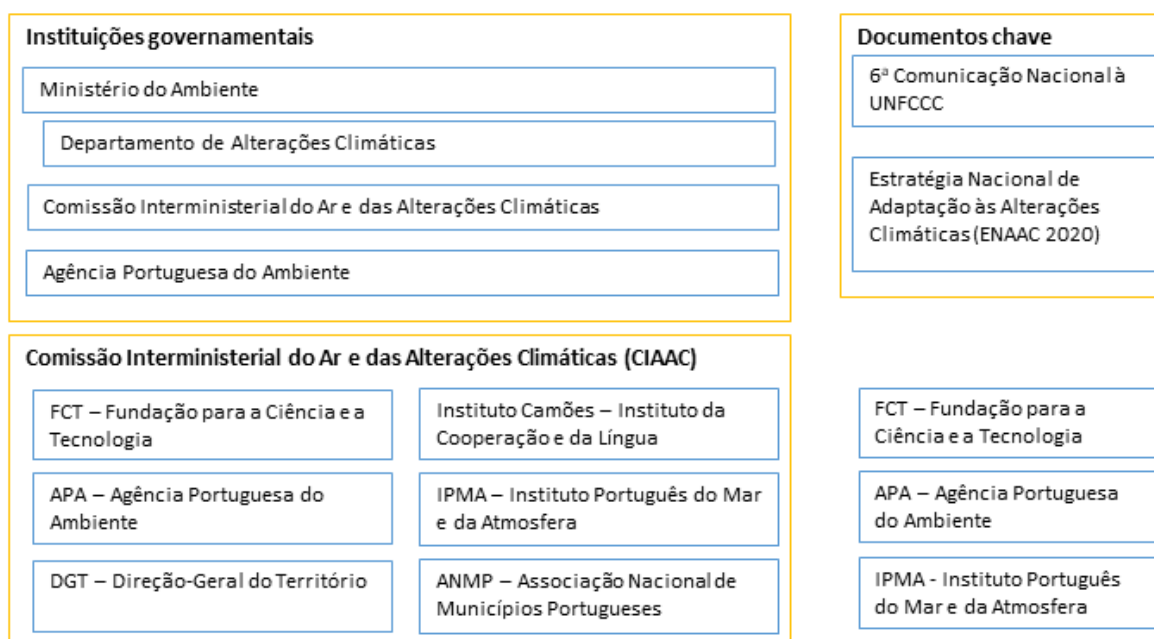 Instituições governamentais
Ministério do Ambiente
Departamento de Alterações Climáticas
Comissão Interministerial do Ar e das Alterações Climáticas
Agência Portuguesa do Ambiente
Documentos chave
6ª Comunicação Nacional à
UNFCCC
Estratégia Nacional de
Adaptação às Alterações
Climáticas (ENAAC 2020)
Comissão Interministerial do Ar e das Alterações Climáticas (CIAAC)
FCT – Fundação para a Ciência e a
Tecnologia
Instituto Camões – Instituto da
Cooperação e da Língua
APA – Agência Portuguesa do
Ambiente
IPMA – Instituto Português do Mar
e da Atmosfera
DGT – Direção-Geral do Território
ANMP – Associação Nacional de
Municípios Portugueses
FCT – Fundação para a
Ciência e a Tecnologia
APA – Agência Portuguesa
do Ambiente
IPMA - Instituto Português
do Mar e da Atmosfera